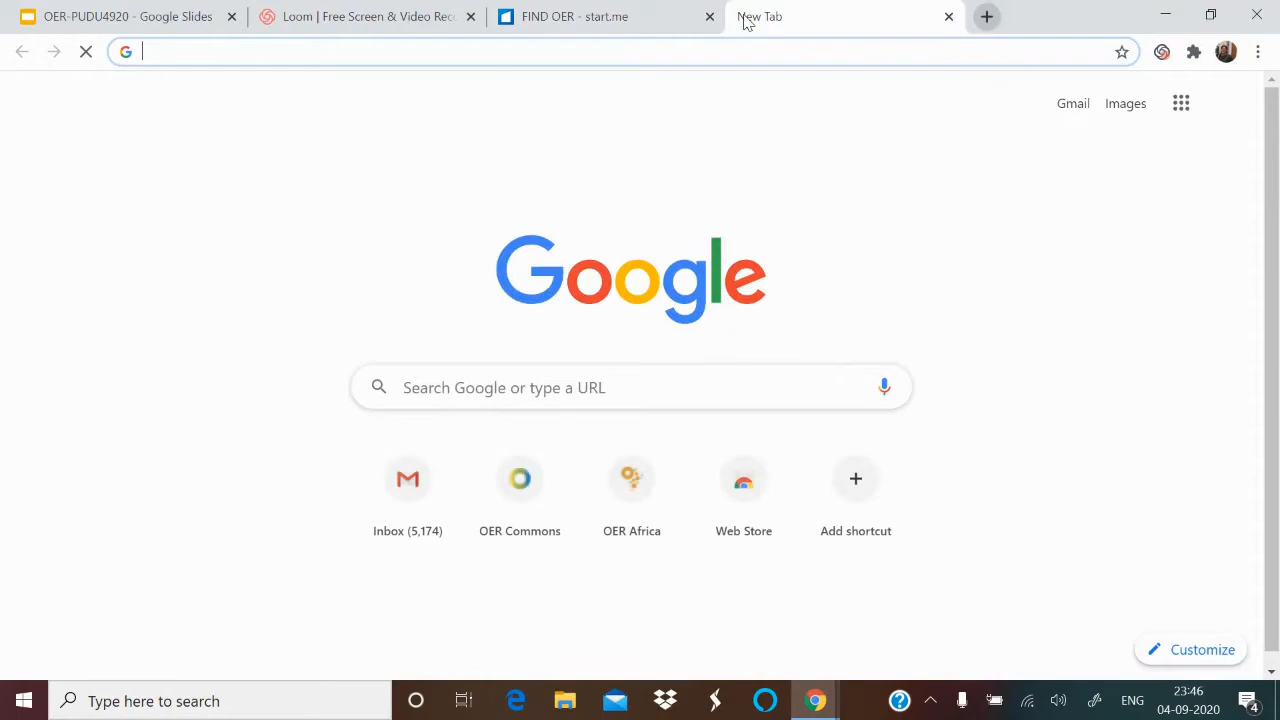 OER-PUDU4920 - Google Slides
Loom | Free Screen & Video Rec
FIND OER - start.me
New Tab
Gmail Images
Google
Search Google or type a URL
Inbox (5,174) OER Commons OER Africa Web Store Add shortcut
Customize
Type here to search
ENG
23:46
04-09-2020
4